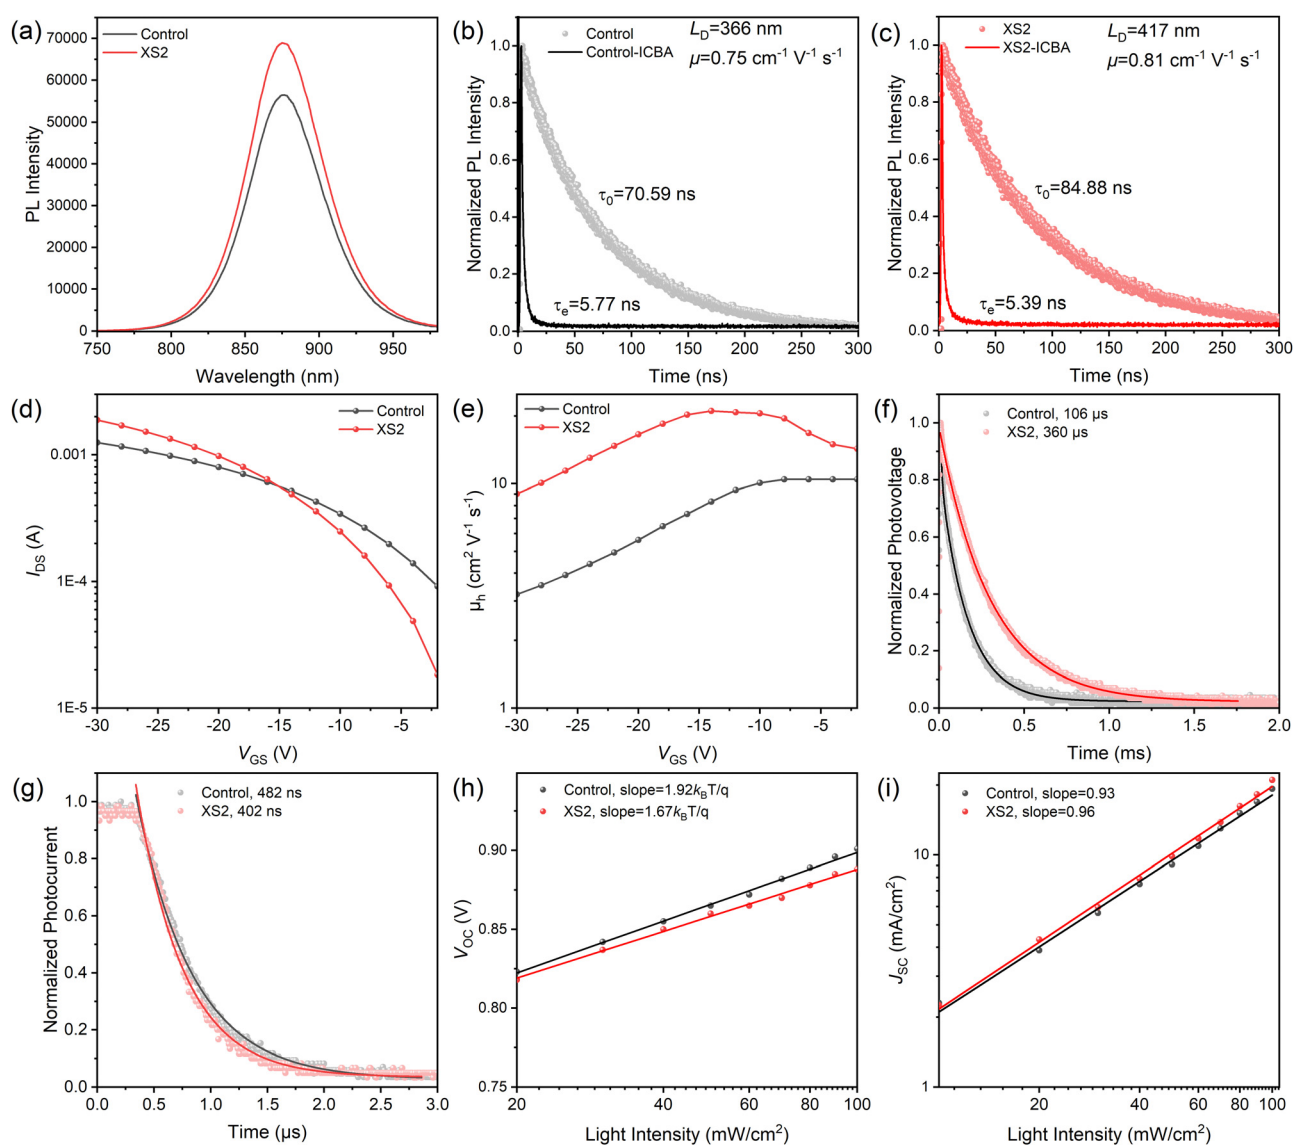 (a)
Control
XS2
70000
60000
50000
40000
30000
20000
10000
0
PL Intensity
750 800 850 900 950
Wavelength (nm)
(b)
Control
Control-ICBA
L_D=366 nm
μ=0.75 cm⁻¹ V⁻¹ s⁻¹
τ₀=70.59 ns
τₑ=5.77 ns
1.0
0.8
0.6
0.4
0.2
0.0
Normalized PL Intensity
0 50 100 150 200 250 300
Time (ns)
(c)
XS2
XS2-ICBA
L_D=417 nm
μ=0.81 cm⁻¹ V⁻¹ s⁻¹
τ₀=84.88 ns
τₑ=5.39 ns
1.0
0.8
0.6
0.4
0.2
0.0
Normalized PL Intensity
0 50 100 150 200 250 300
Time (ns)
(d)
Control
XS2
0.001
1E-4
1E-5
I_DS (A)
-30 -25 -20 -15 -10 -5
V_GS (V)
(e)
Control
XS2
10
1
μₕ (cm² V⁻¹ s⁻¹)
-30 -25 -20 -15 -10 -5
V_GS (V)
(f)
Control, 106 μs
XS2, 360 μs
1.0
0.8
0.6
0.4
0.2
0.0
Normalized Photovoltage
0.0 0.5 1.0 1.5 2.0
Time (ms)
(g)
Control, 482 ns
XS2, 402 ns
1.0
0.8
0.6
0.4
0.2
0.0
Normalized Photocurrent
0.0 0.5 1.0 1.5 2.0 2.5 3.0
Time (μs)
(h)
Control, slope=1.92k_BT/q
XS2, slope=1.67k_BT/q
0.90
0.85
0.80
0.75
V_OC (V)
20 40 60 80 100
Light Intensity (mW/cm²)
(i)
Control, slope=0.93
XS2, slope=0.96
10
1
J_SC (mA/cm²)
20 40 60 80 100
Light Intensity (mW/cm²)